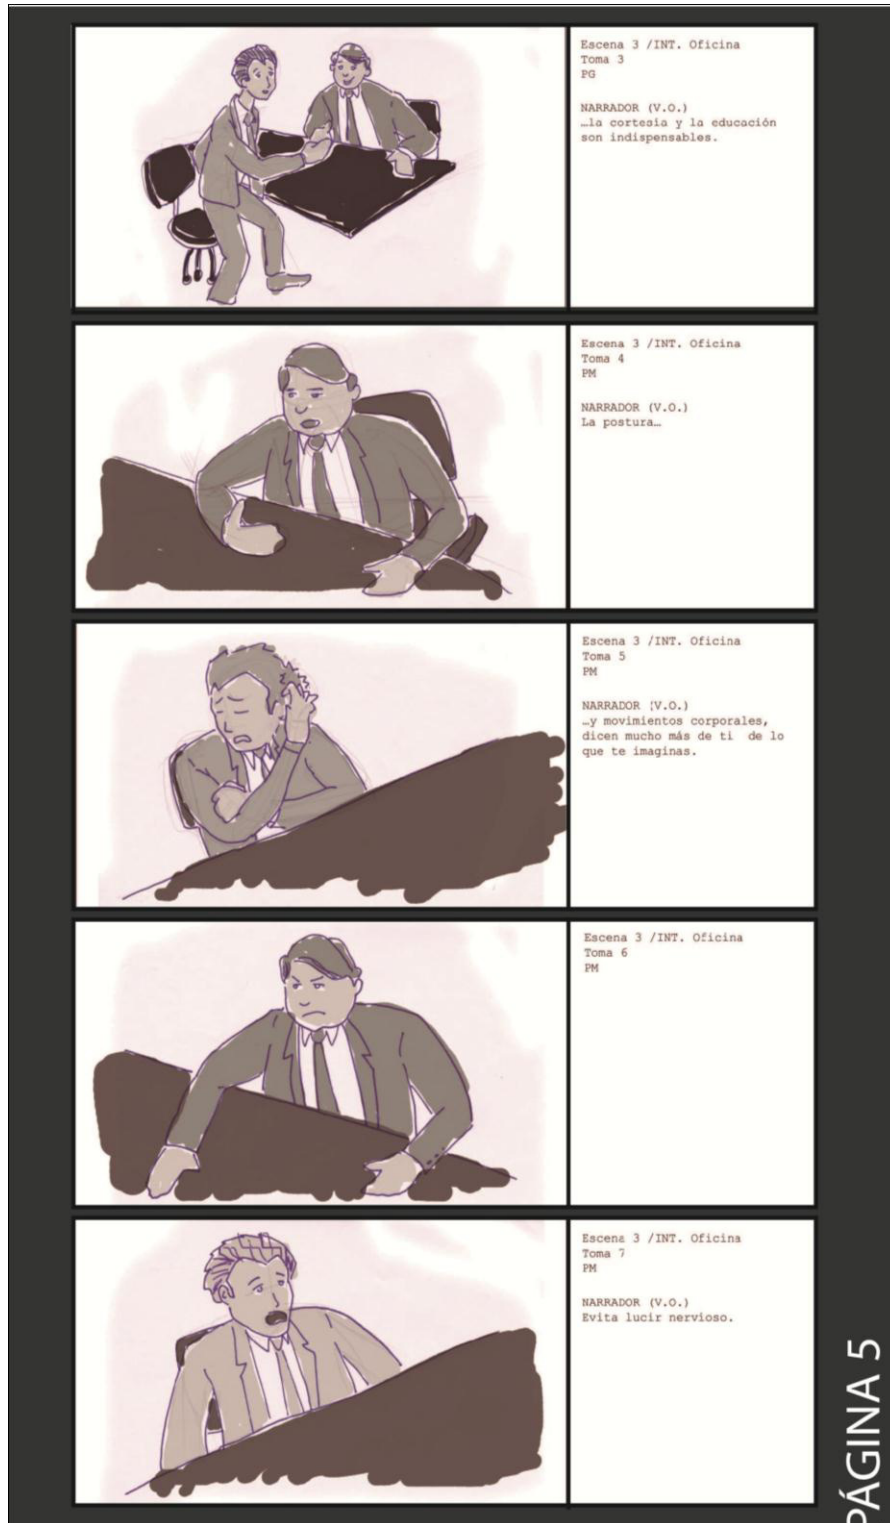 Escena 3 /INT. Oficina
Toma 3
PG
NARRADOR (V.O.)
…la cortesia y la educación
son indispensables.
Escena 3 /INT. Oficina
Toma 4
PM
NARRADOR (V.O.)
La postura…
Escena 3 /INT. Oficina
Toma 5
PM
NARRADOR (V.O.)
…y movimientos corporales,
dicen mucho más de ti  de lo
que te imaginas.
Escena 3 /INT. Oficina
Toma 6
PM
Escena 3 /INT. Oficina
Toma 7
PM
NARRADOR (V.O.)
Evita lucir nervioso.
PÁGINA 5